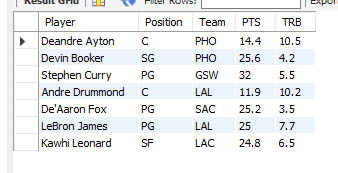 Result Grid Filter Rows: Export
Player Position Team PTS TRB
Deandre Ayton C PHO 14.4 10.5
Devin Booker SG PHO 25.6 4.2
Stephen Curry PG GSW 32 5.5
Andre Drummond C LAL 11.9 10.2
De'Aaron Fox PG SAC 25.2 3.5
LeBron James PG LAL 25 7.7
Kawhi Leonard SF LAC 24.8 6.5